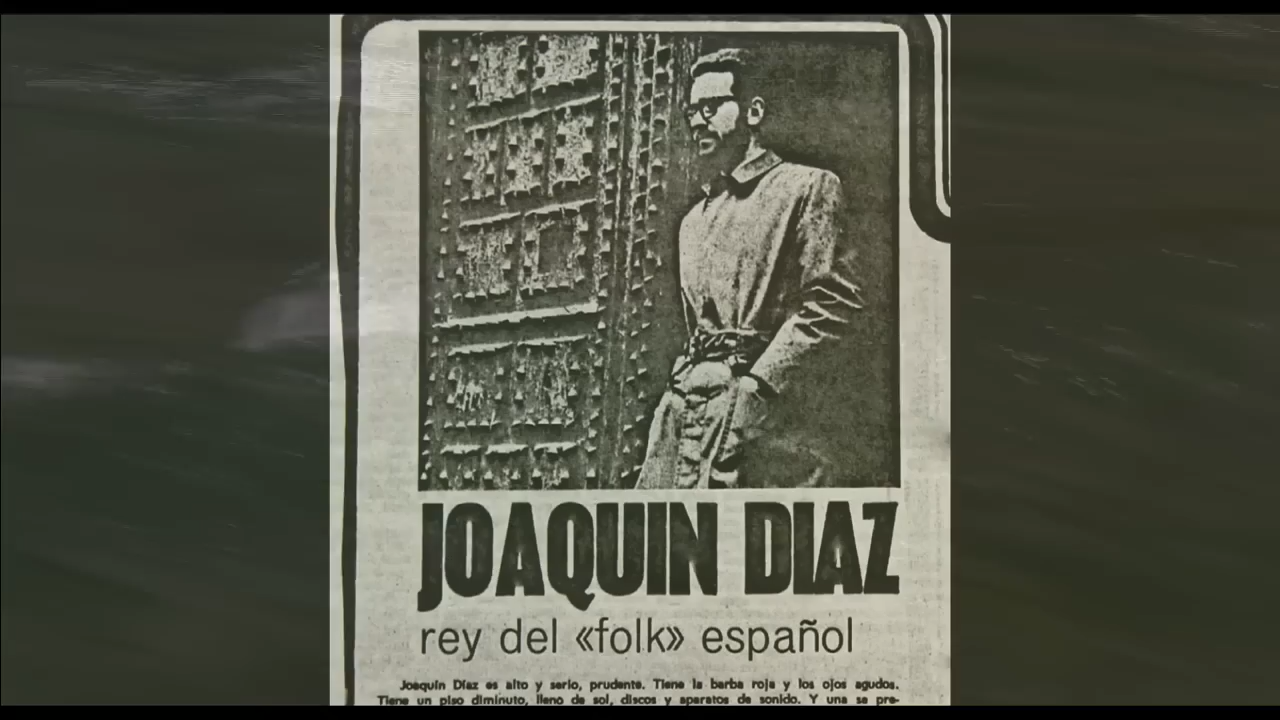 JOAQUIN DIAZ
rey del «folk» español
Joaquín Díaz es alto y serio, prudente. Tiene la barba roja y los ojos agudos.
Tiene un piso diminuto, lleno de sol, discos y aparatos de sonido. Y una se pre-